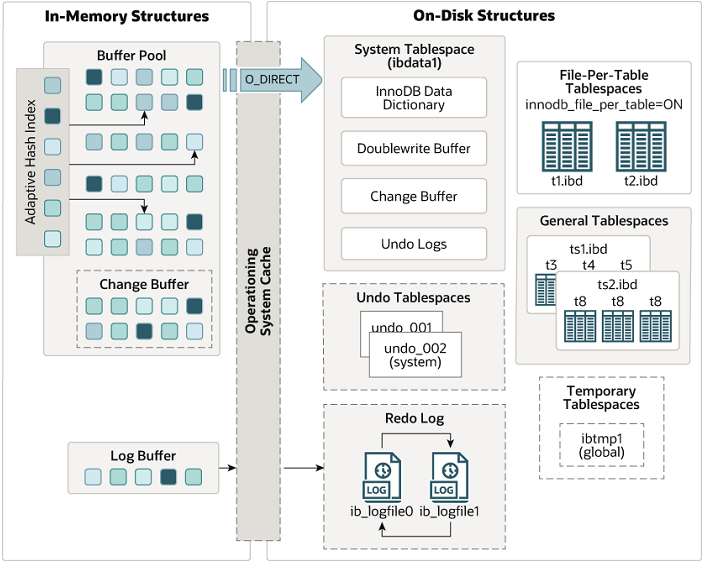 In-Memory Structures
On-Disk Structures
Buffer Pool
Adaptive Hash Index
Change Buffer
Log Buffer
Operationing
System Cache
O_DIRECT
System Tablespace
(ibdata1)
InnoDB Data
Dictionary
Doublewrite Buffer
Change Buffer
Undo Logs
Undo Tablespaces
undo_001
undo_002
(system)
Redo Log
LOG
LOG
ib_logfile0
ib_logfile1
File-Per-Table
Tablespaces
innodb_file_per_table=ON
t1.ibd
t2.ibd
General Tablespaces
ts1.ibd
t3 t4 t5
ts2.ibd
t8 t8 t8
Temporary
Tablespaces
ibtmp1
(global)